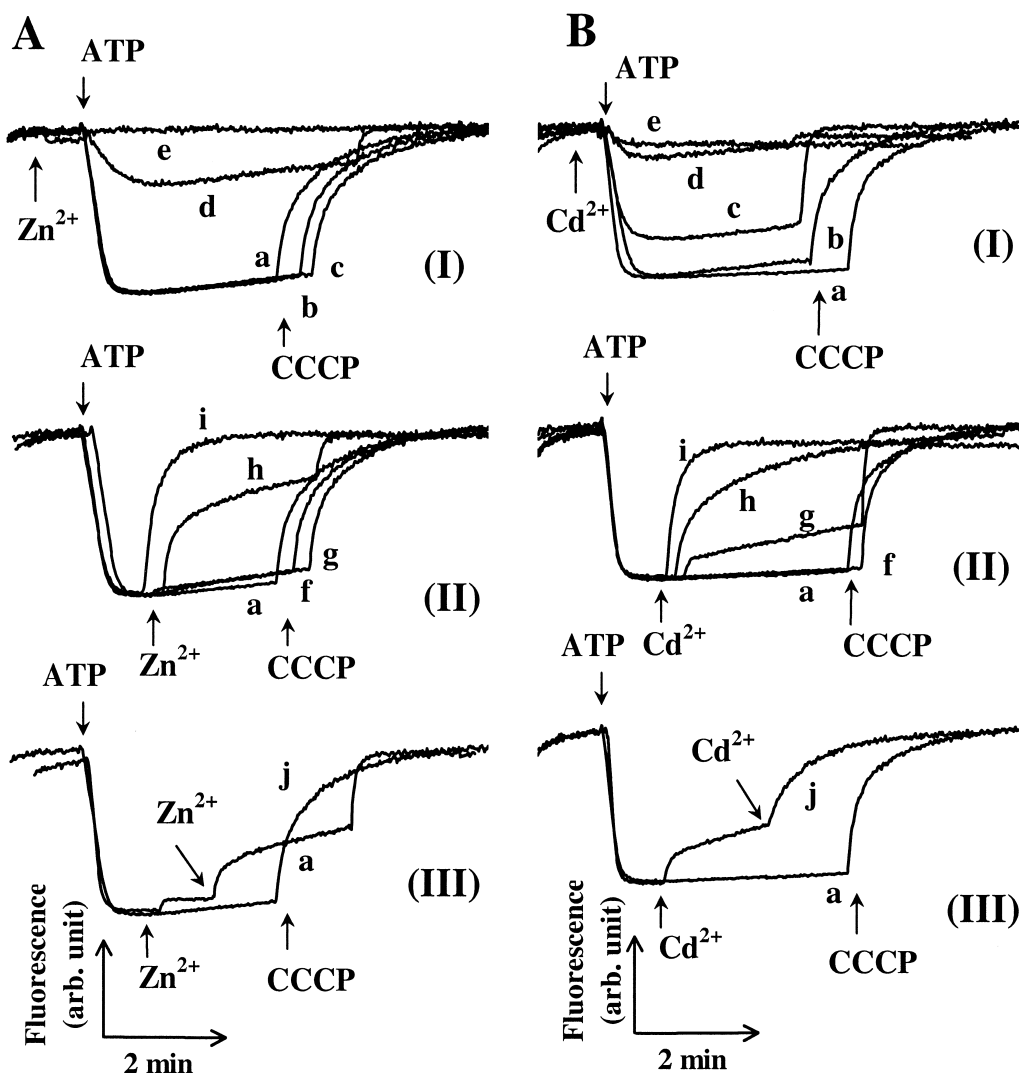 A
ATP
e
d
Zn²⁺
a
c
(I)
b
CCCP
ATP
i
h
g
a
f
(II)
Zn²⁺
CCCP
ATP
Zn²⁺
j
a
(III)
Zn²⁺
CCCP
Fluorescence
(arb. unit)
2 min
B
ATP
e
d
Cd²⁺
c
b
(I)
a
CCCP
ATP
i
h
g
f
a
(II)
Cd²⁺
CCCP
ATP
Cd²⁺
j
a
(III)
Cd²⁺
CCCP
Fluorescence
(arb. unit)
2 min